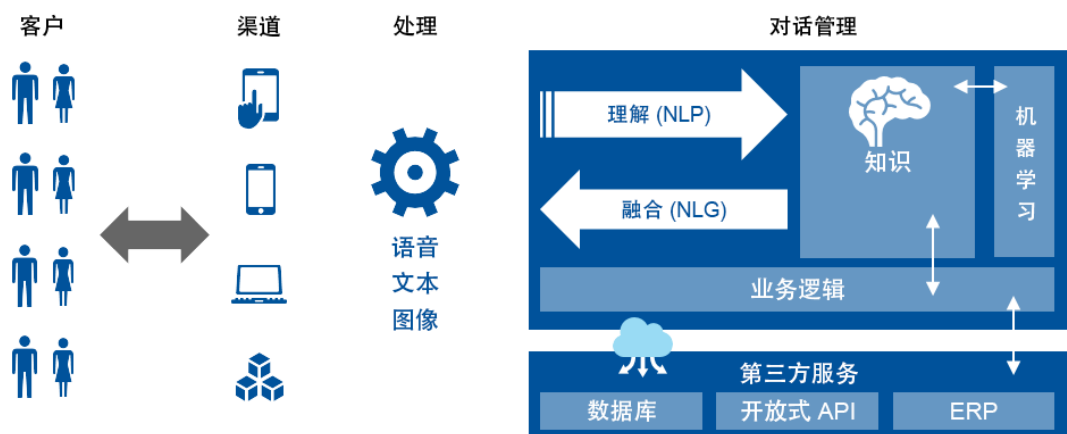 客户
渠道
处理
对话管理
语音
文本
图像
理解 (NLP)
融合 (NLG)
知识
机器学习
业务逻辑
第三方服务
数据库
开放式 API
ERP